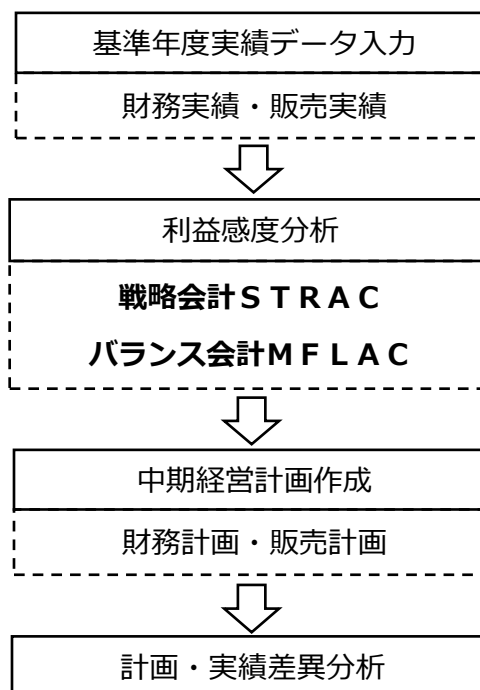 基準年度実績データ入力
財務実績・販売実績
利益感度分析
戦略会計ＳＴＲＡＣ
バランス会計ＭＦＬＡＣ
中期経営計画作成
財務計画・販売計画
計画・実績差異分析